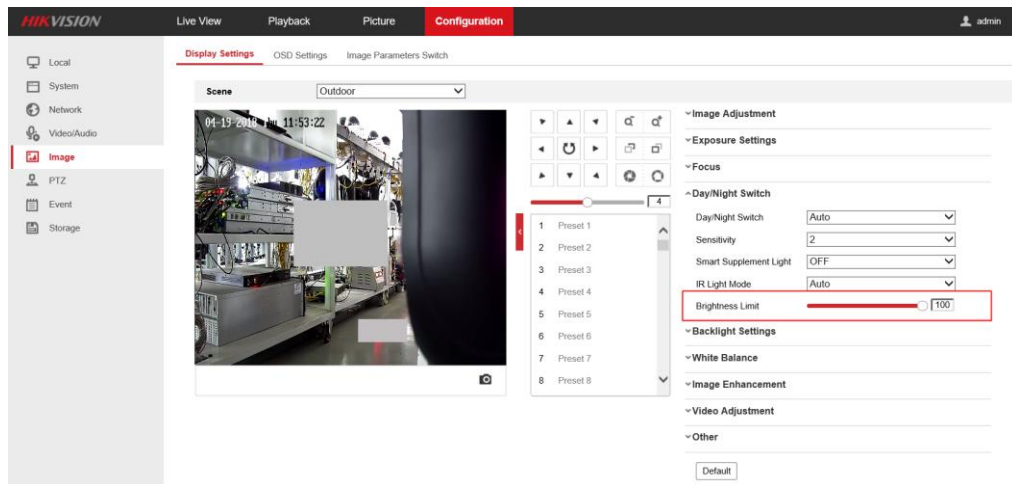 HIKVISION Live View Playback Picture Configuration admin
Local
System
Network
Video/Audio
Image
PTZ
Event
Storage
Display Settings OSD Settings Image Parameters Switch
Scene Outdoor
04-19-2018 Thu 11:53:22
4
1 Preset 1
2 Preset 2
3 Preset 3
4 Preset 4
5 Preset 5
6 Preset 6
7 Preset 7
8 Preset 8
Image Adjustment
Exposure Settings
Focus
Day/Night Switch
Day/Night Switch Auto
Sensitivity 2
Smart Supplement Light OFF
IR Light Mode Auto
Brightness Limit 100
Backlight Settings
White Balance
Image Enhancement
Video Adjustment
Other
Default